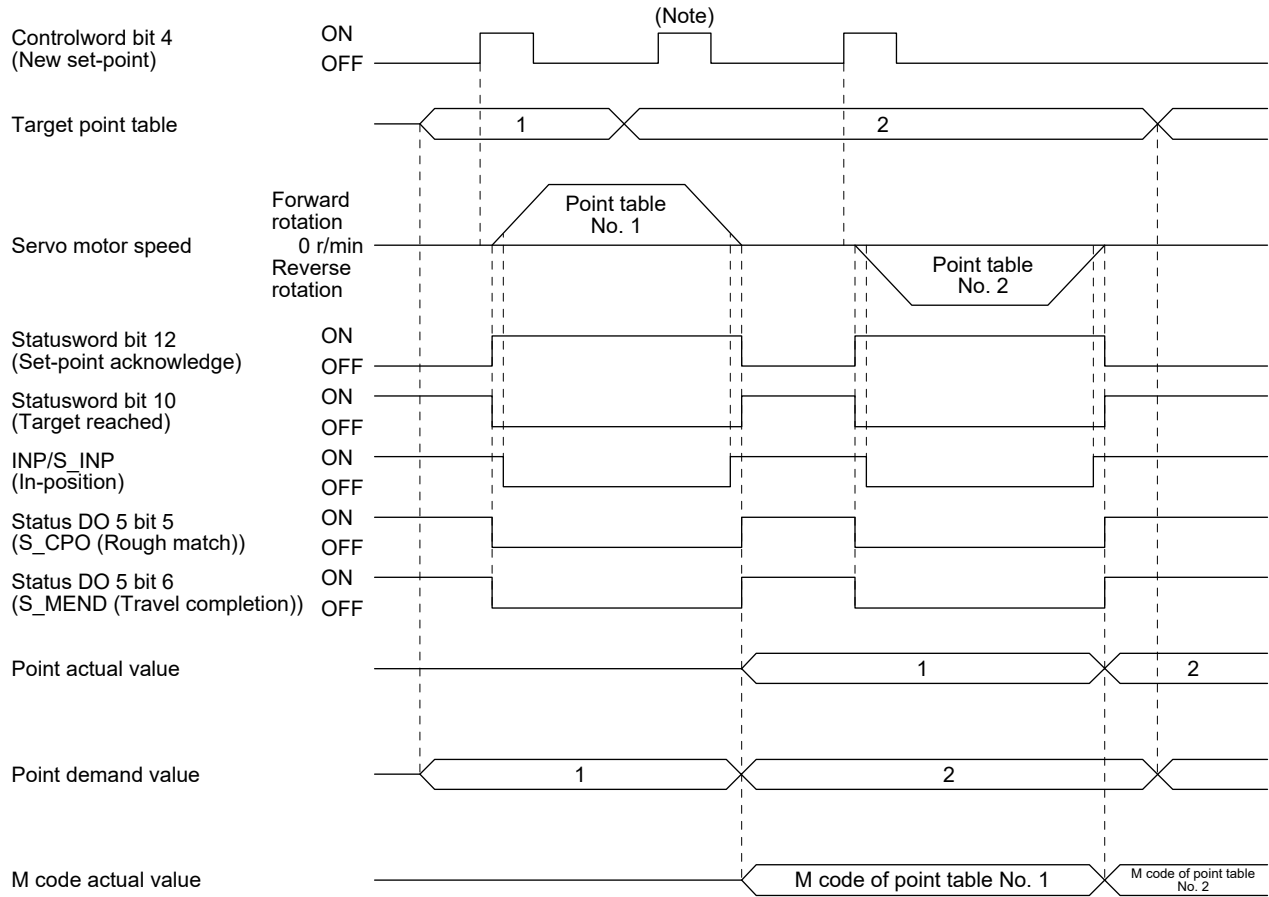 (Note)
Controlword bit 4
(New set-point)
ON
OFF
Target point table
1
2
Forward
rotation
0 r/min
Reverse
rotation
Servo motor speed
Point table
No. 1
Point table
No. 2
Statusword bit 12
(Set-point acknowledge)
ON
OFF
Statusword bit 10
(Target reached)
ON
OFF
INP/S_INP
(In-position)
ON
OFF
Status DO 5 bit 5
(S_CPO (Rough match))
ON
OFF
Status DO 5 bit 6
(S_MEND (Travel completion))
ON
OFF
Point actual value
1
2
Point demand value
1
2
M code actual value
M code of point table No. 1
M code of point table
No. 2